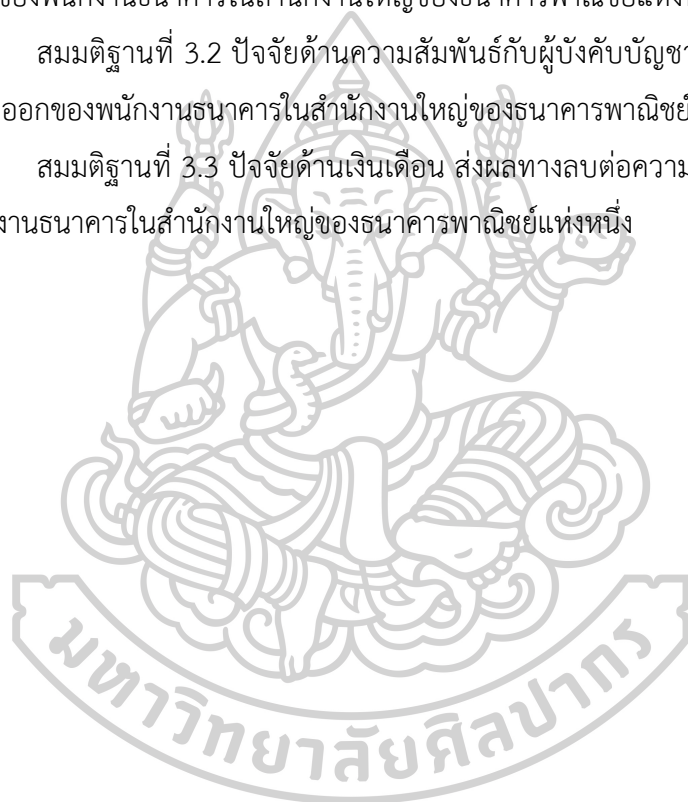 ของพนักงานธนาคารในสำนักงานใหญ่ของธนาคารพาณิชย์แห่ง
สมมติฐานที่ 3.2 ปัจจัยด้านความสัมพันธ์กับผู้บังคับบัญชา
ออกของพนักงานธนาคารในสำนักงานใหญ่ของธนาคารพาณิชย์
สมมติฐานที่ 3.3 ปัจจัยด้านเงินเดือน ส่งผลทางลบต่อความ
งานธนาคารในสำนักงานใหญ่ของธนาคารพาณิชย์แห่งหนึ่ง
มหาวิทยาลัยศิลปากร